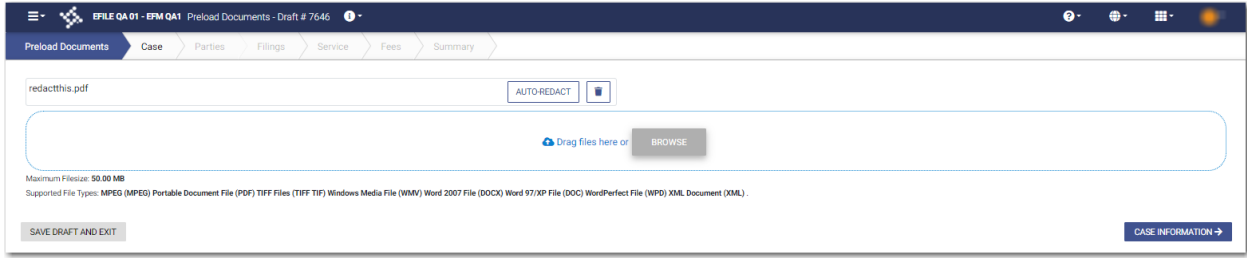 EFILE QA 01 - EFM QA1 Preload Documents - Draft # 7646
Preload Documents Case Parties Filings Service Fees Summary
redactthis.pdf AUTO-REDACT
Drag files here or BROWSE
Maximum Filesize: 50.00 MB
Supported File Types: MPEG (MPEG) Portable Document File (PDF) TIFF Files (TIFF TIF) Windows Media File (WMV) Word 2007 File (DOCX) Word 97/XP File (DOC) WordPerfect File (WPD) XML Document (XML) .
SAVE DRAFT AND EXIT CASE INFORMATION